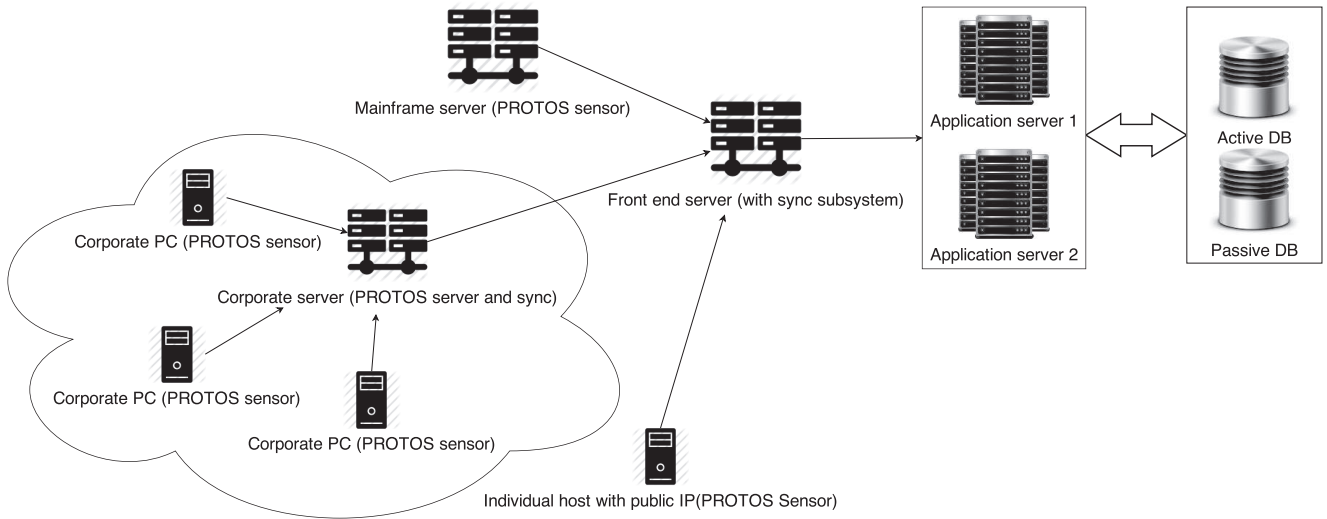 Mainframe server (PROTOS sensor)
Application server 1
Active DB
Front end server (with sync subsystem)
Corporate PC (PROTOS sensor)
Application server 2
Passive DB
Corporate server (PROTOS server and sync)
Corporate PC (PROTOS sensor)
Corporate PC (PROTOS sensor)
Individual host with public IP(PROTOS Sensor)